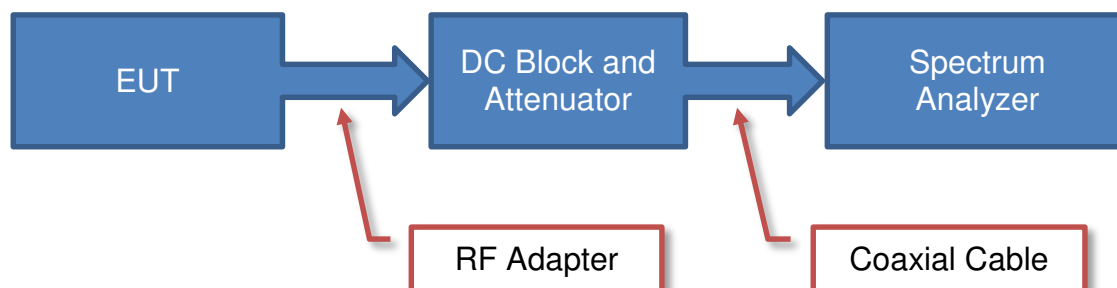 EUT
DC Block and
Attenuator
Spectrum
Analyzer
RF Adapter
Coaxial Cable